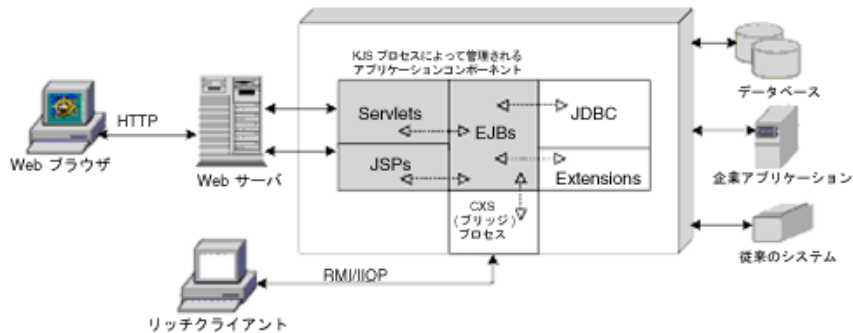 KJS プロセスによって管理される
アプリケーションコンポーネント
データベース
HTTP
Servlets
EJBs
JDBC
Web ブラウザ
Web サーバ
JSPs
Extensions
企業アプリケーション
CXS
(ブリッジ)
プロセス
従来のシステム
RMI/IIOP
リッチクライアント